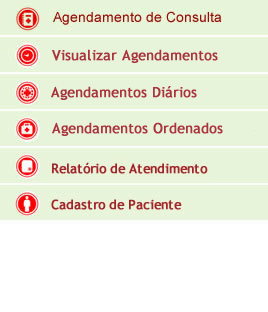 Agendamento de Consulta
Visualizar Agendamentos
Agendamentos Diários
Agendamentos Ordenados
Relatório de Atendimento
Cadastro de Paciente